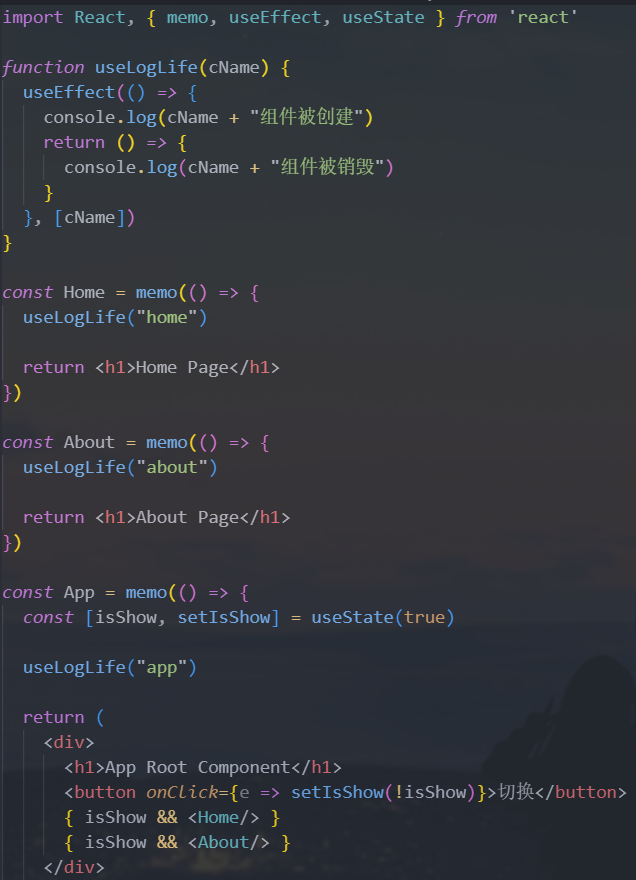 import React, { memo, useEffect, useState } from 'react'
function useLogLife(cName) {
  useEffect(() => {
    console.log(cName + "组件被创建")
    return () => {
      console.log(cName + "组件被销毁")
    }
  }, [cName])
}
const Home = memo(() => {
  useLogLife("home")
  return <h1>Home Page</h1>
})
const About = memo(() => {
  useLogLife("about")
  return <h1>About Page</h1>
})
const App = memo(() => {
  const [isShow, setIsShow] = useState(true)
  useLogLife("app")
  return (
    <div>
      <h1>App Root Component</h1>
      <button onClick={e => setIsShow(!isShow)}>切换</button>
      { isShow && <Home/> }
      { isShow && <About/> }
    </div>